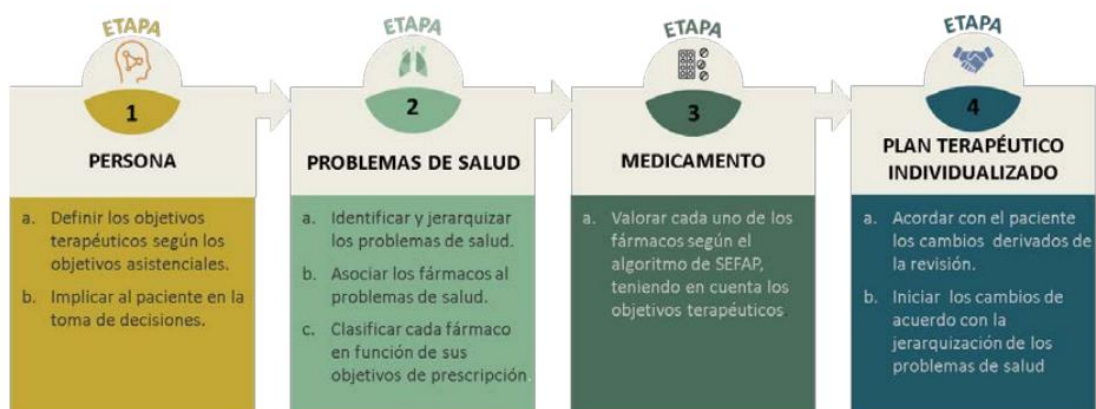 ETAPA
1
PERSONA
a. Definir los objetivos
terapéuticos según los
objetivos asistenciales.
b. Implicar al paciente en la
toma de decisiones.
ETAPA
2
PROBLEMAS DE SALUD
a. Identificar y jerarquizar
los problemas de salud.
b. Asociar los fármacos al
problemas de salud.
c. Clasificar cada fármaco
en función de sus
objetivos de prescripción.
ETAPA
3
MEDICAMENTO
a. Valorar cada uno de los
fármacos según el
algoritmo de SEFAP,
teniendo en cuenta los
objetivos terapéuticos.
ETAPA
4
PLAN TERAPÉUTICO
INDIVIDUALIZADO
a. Acordar con el paciente
los cambios derivados de
la revisión.
b. Iniciar los cambios de
acuerdo con la
jerarquización de los
problemas de salud